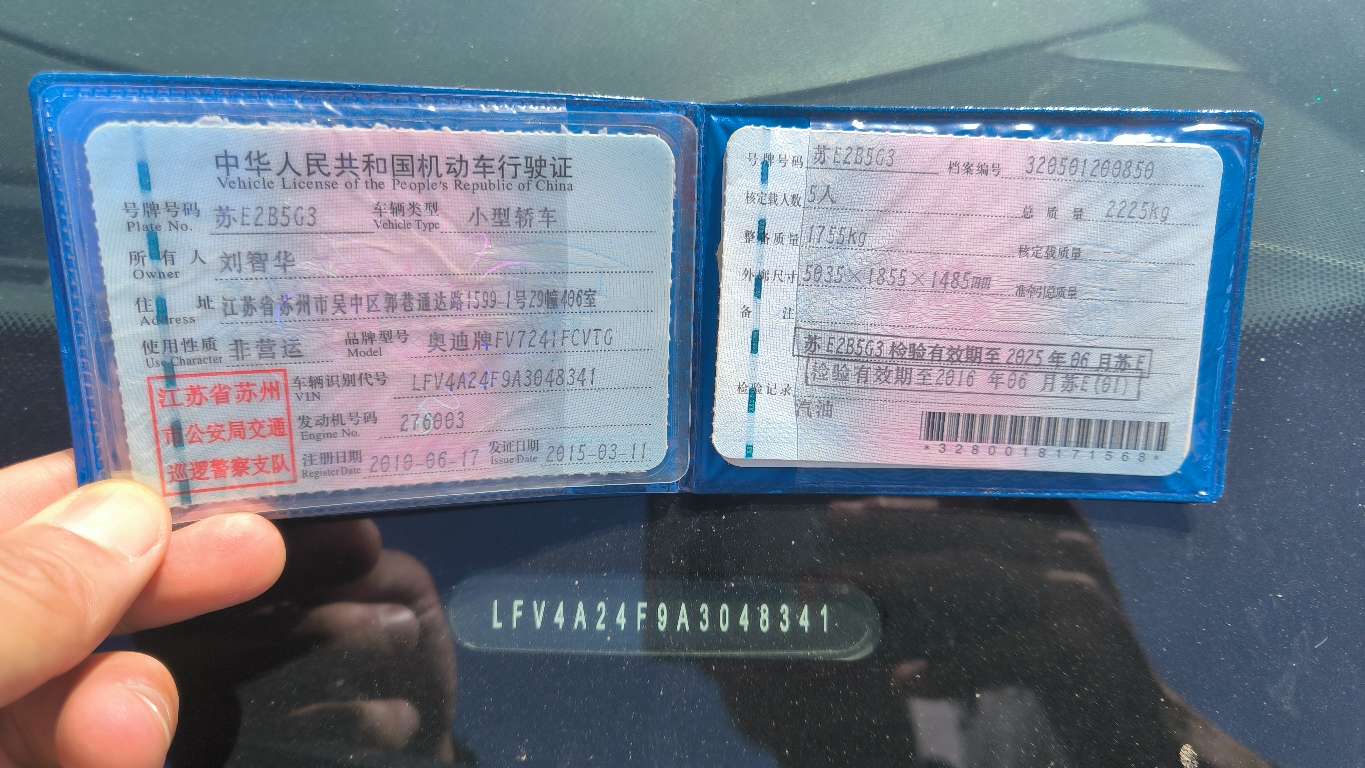 中华人民共和国机动车行驶证
Vehicle License of the People's Republic of China
号牌号码 苏E2B5G3 车辆类型 小型轿车
Plate No. Vehicle Type
所有人 刘智华
Owner
住址 江苏省苏州市吴中区郭巷通达路1599-1号29幢406室
Address
使用性质 非营运 品牌型号 奥迪牌FV7241FCVTG
Use Character Model
江苏省苏州
市公安局交通
巡逻警察支队
车辆识别代号 LFV4A24F9A3048341
VIN
发动机号码 276003
Engine No.
注册日期 2010-06-17 发证日期 2015-03-11
Register Date Issue Date
号牌号码 苏E2B5G3 档案编号 320501200850
核定载人数 5人 总质量 2225kg
整备质量 1755kg 核定载质量
外廓尺寸 5035×1855×1485mm 准牵引总质量
备注
苏E2B5G3 检验有效期至 2025年06月苏E
检验有效期至2016年06月苏E(01)
检验记录
汽油
*3280018171568*
LFV4A24F9A3048341